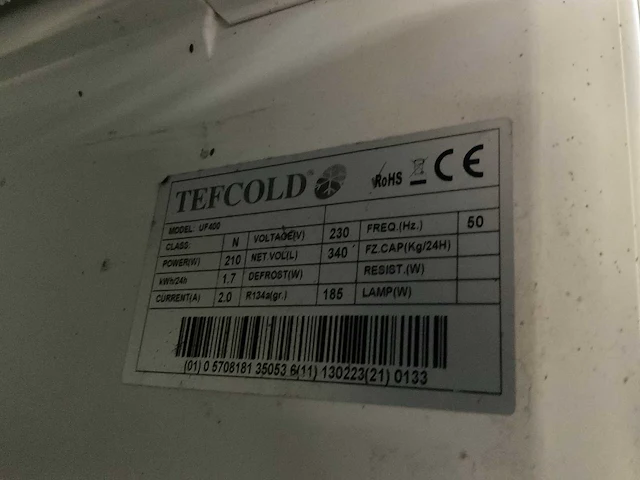 TEFCOLD® RoHS CE
MODEL: UF400
CLASS: N VOLTAGE(V) 230 FREQ.(Hz.) 50
POWER(W) 210 NET.VOL(L) 340 FZ.CAP(Kg/24H)
kWh/24h 1.7 DEFROST(W) RESIST.(W)
CURRENT(A) 2.0 R134a(gr.) 185 LAMP(W)
(01) 0 5708181 35053 6(11) 130223(21) 0133